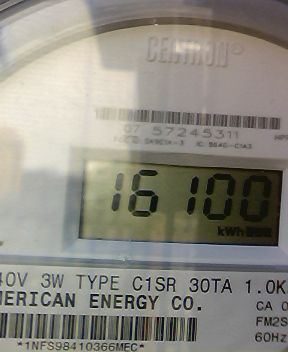 CENTRON®
07 57245311
16100
kWh
40V 3W TYPE C1SR 30TA 1.0K
MERICAN ENERGY CO.
CA 0
FM2S
60Hz
*1NFS98410366MEC*